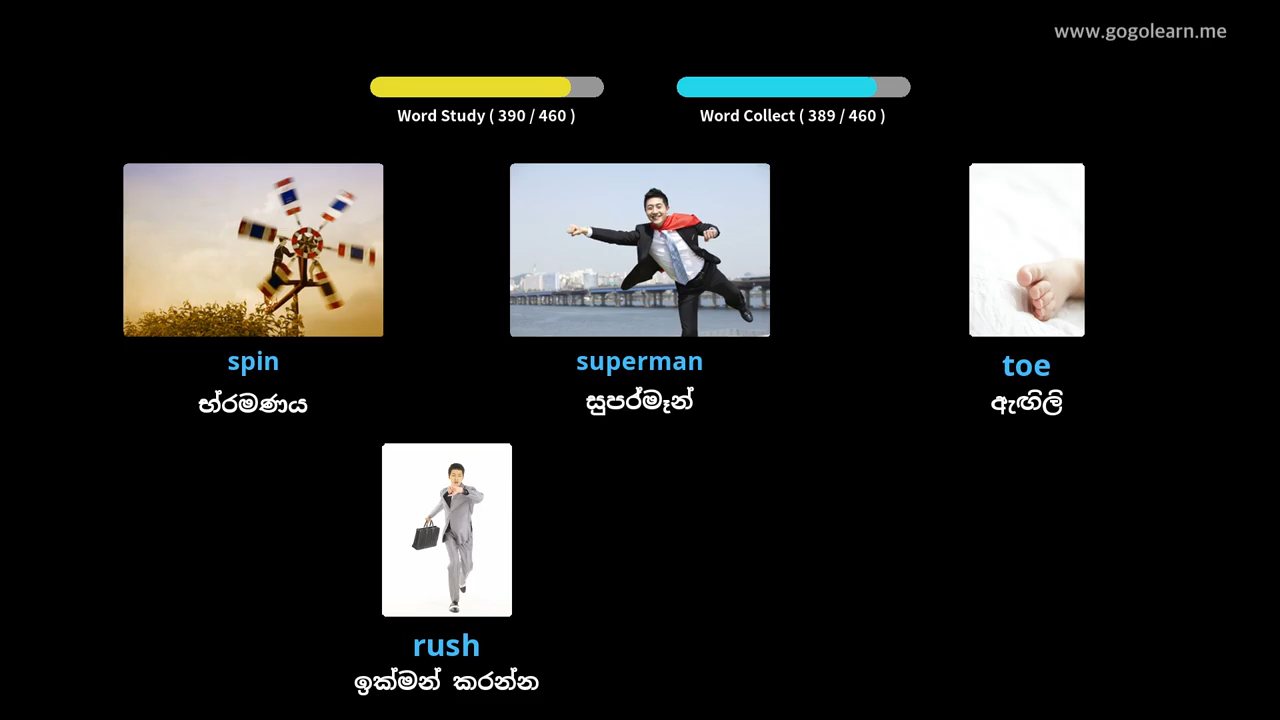 www.gogolearn.me
Word Study ( 390 / 460 )
Word Collect ( 389 / 460 )
spin
භ්රමණය
superman
සුපර්මෑන්
toe
ඇඟිලි
rush
ඉක්මන් කරන්න